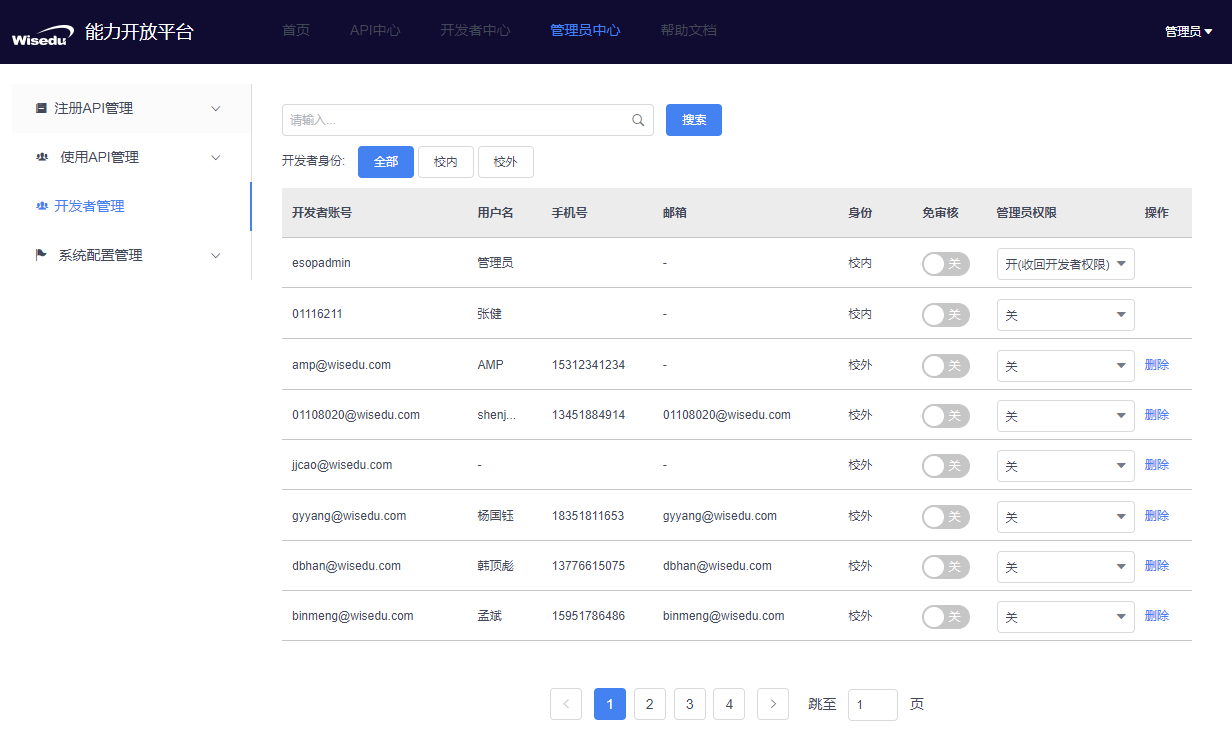 Wisedu 能力开放平台 首页 API中心 开发者中心 管理员中心 帮助文档 管理员
注册API管理
使用API管理
开发者管理
系统配置管理
请输入... 搜索
开发者身份: 全部 校内 校外
开发者账号 用户名 手机号 邮箱 身份 免审核 管理员权限 操作
esopadmin 管理员 - 校内 关 开(收回开发者权限)
01116211 张健 - 校内 关 关
amp@wisedu.com AMP 15312341234 - 校外 关 关 删除
01108020@wisedu.com shenj... 13451884914 01108020@wisedu.com 校外 关 关 删除
jjcao@wisedu.com - - 校外 关 关 删除
gyyang@wisedu.com 杨国钰 18351811653 gyyang@wisedu.com 校外 关 关 删除
dbhan@wisedu.com 韩顶彪 13776615075 dbhan@wisedu.com 校外 关 关 删除
binmeng@wisedu.com 孟斌 15951786486 binmeng@wisedu.com 校外 关 关 删除
< 1 2 3 4 > 跳至 1 页